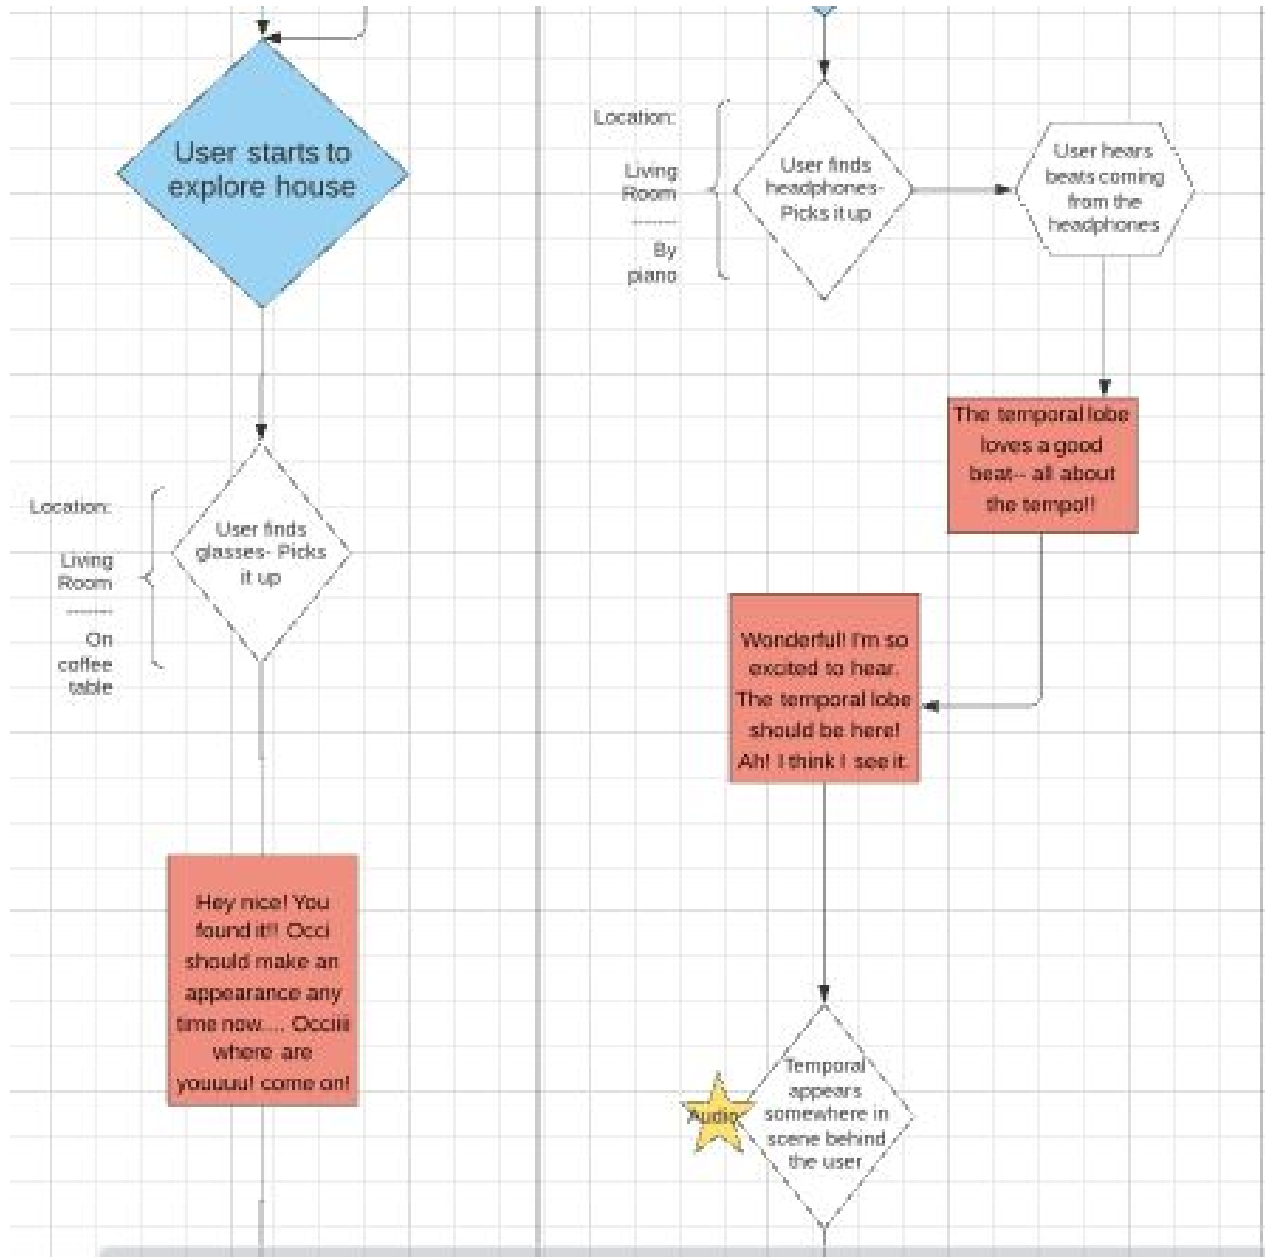 User starts to
explore house
Location:
Living
Room
-------
On
coffee
table
User finds
glasses- Picks
it up
Hey nice! You
found it!! Occi
should make an
appearance any
time now.... Occiiii
where are
youuuu! come on!
Location:
Living
Room
-------
By
piano
User finds
headphones-
Picks it up
User hears
beats coming
from the
headphones
The temporal lobe
loves a good
beat-- all about
the tempo!!
Wonderful! I'm so
excited to hear.
The temporal lobe
should be here!
Ah! I think I see it.
Audio
Temporal
appears
somewhere in
scene behind
the user